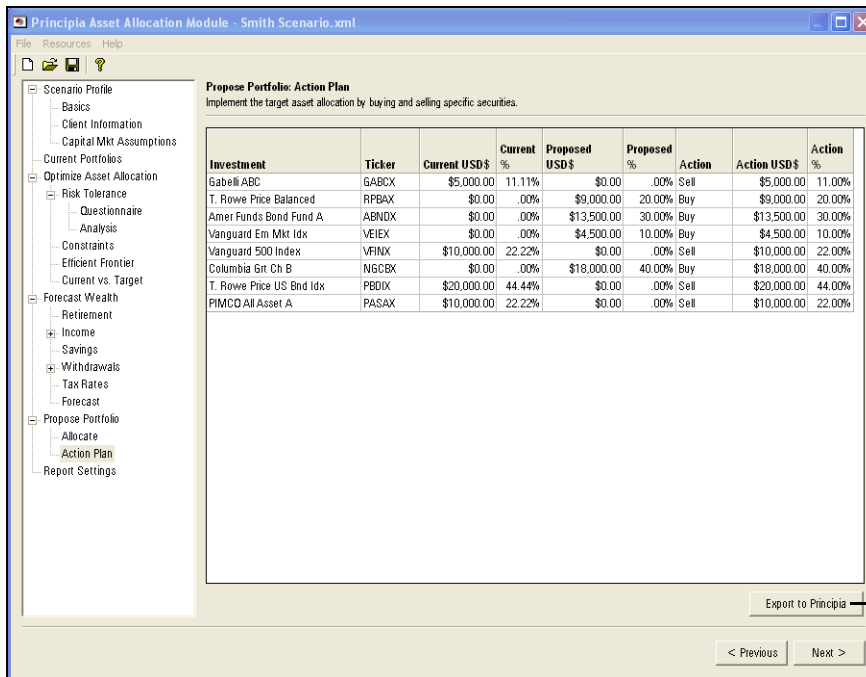 Principia Asset Allocation Module - Smith Scenario.xml
File Resources Help
Scenario Profile
Basics
Client Information
Capital Mkt Assumptions
Current Portfolios
Optimize Asset Allocation
Risk Tolerance
Questionnaire
Analysis
Constraints
Efficient Frontier
Current vs. Target
Forecast Wealth
Retirement
Income
Savings
Withdrawals
Tax Rates
Forecast
Propose Portfolio
Allocate
Action Plan
Report Settings
Propose Portfolio: Action Plan
Implement the target asset allocation by buying and selling specific securities.
Investment Ticker Current USD$ Current % Proposed USD$ Proposed % Action Action USD$ Action %
Gabelli ABC GABCX $5,000.00 11.11% $0.00 .00% Sell $5,000.00 11.00%
T. Rowe Price Balanced RPBAX $0.00 .00% $9,000.00 20.00% Buy $9,000.00 20.00%
Amer Funds Bond Fund A ABNDX $0.00 .00% $13,500.00 30.00% Buy $13,500.00 30.00%
Vanguard Em Mkt Idx VEIEX $0.00 .00% $4,500.00 10.00% Buy $4,500.00 10.00%
Vanguard 500 Index VFINX $10,000.00 22.22% $0.00 .00% Sell $10,000.00 22.00%
Columbia Grt Ch B NGCBX $0.00 .00% $18,000.00 40.00% Buy $18,000.00 40.00%
T. Rowe Price US Bnd Idx PBDIX $20,000.00 44.44% $0.00 .00% Sell $20,000.00 44.00%
PIMCO All Asset A PASAX $10,000.00 22.22% $0.00 .00% Sell $10,000.00 22.00%
Export to Principia
< Previous Next >